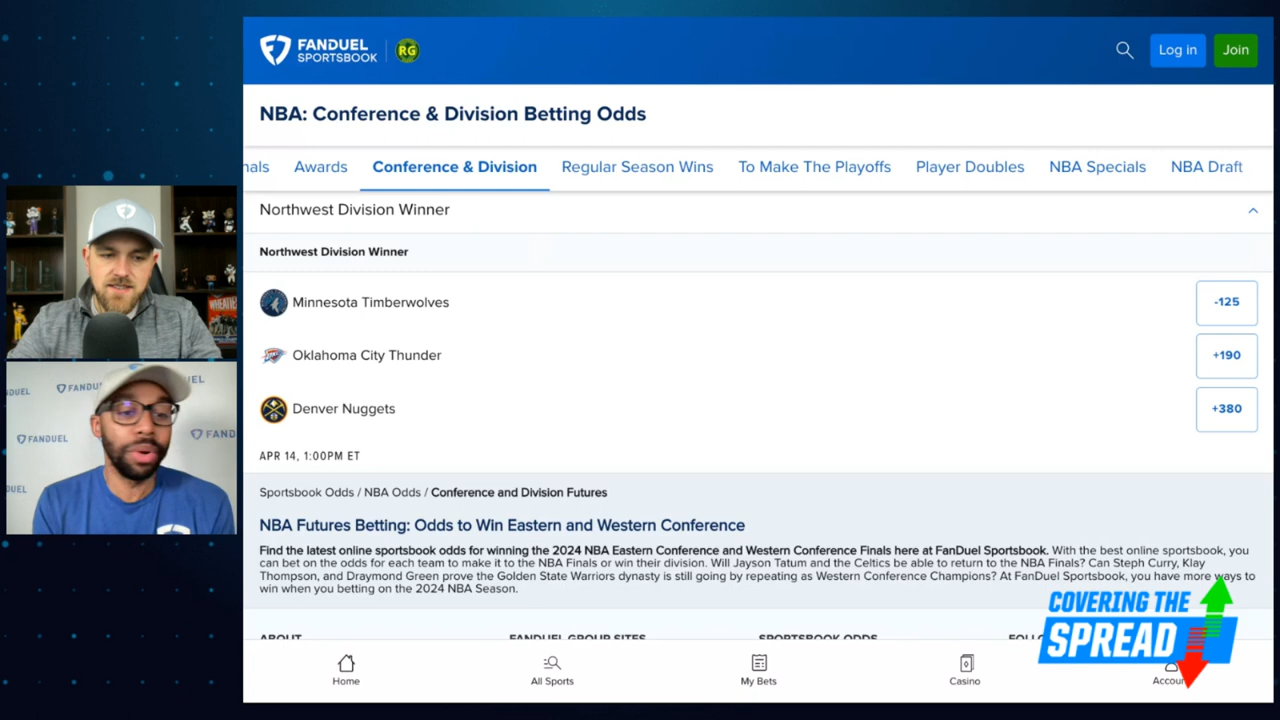 FANDUEL
SPORTSBOOK
RG
Log in
Join
NBA: Conference & Division Betting Odds
nals Awards Conference & Division Regular Season Wins To Make The Playoffs Player Doubles NBA Specials NBA Draft
Northwest Division Winner
Northwest Division Winner
Minnesota Timberwolves -125
Oklahoma City Thunder +190
Denver Nuggets +380
APR 14, 1:00PM ET
Sportsbook Odds / NBA Odds / Conference and Division Futures
NBA Futures Betting: Odds to Win Eastern and Western Conference
Find the latest online sportsbook odds for winning the 2024 NBA Eastern Conference and Western Conference Finals here at FanDuel Sportsbook. With the best online sportsbook, you
can bet on the odds for each team to make it to the NBA Finals or win their division. Will Jayson Tatum and the Celtics be able to return to the NBA Finals? Can Steph Curry, Klay
Thompson, and Draymond Green prove the Golden State Warriors dynasty is still going by repeating as Western Conference Champions? At FanDuel Sportsbook, you have more ways to
win when you betting on the 2024 NBA Season.
ABOUT FANDUEL GROUP SITES SPORTSBOOK ODDS FOLL
Home All Sports My Bets Casino Accoun
COVERING THE
SPREAD
WHEATIES
DUEL FANDUEL EL
FANDUEL FAND
DUEL